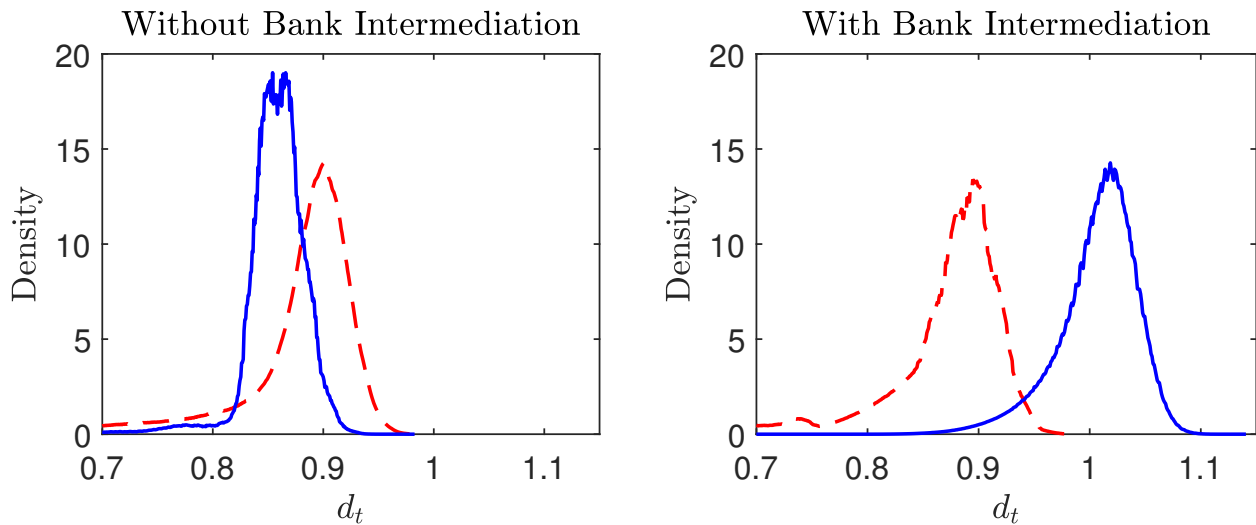 Without Bank Intermediation
20
15
10
5
0
Density
0.7 0.8 0.9 1 1.1
d_t
With Bank Intermediation
20
15
10
5
0
Density
0.7 0.8 0.9 1 1.1
d_t